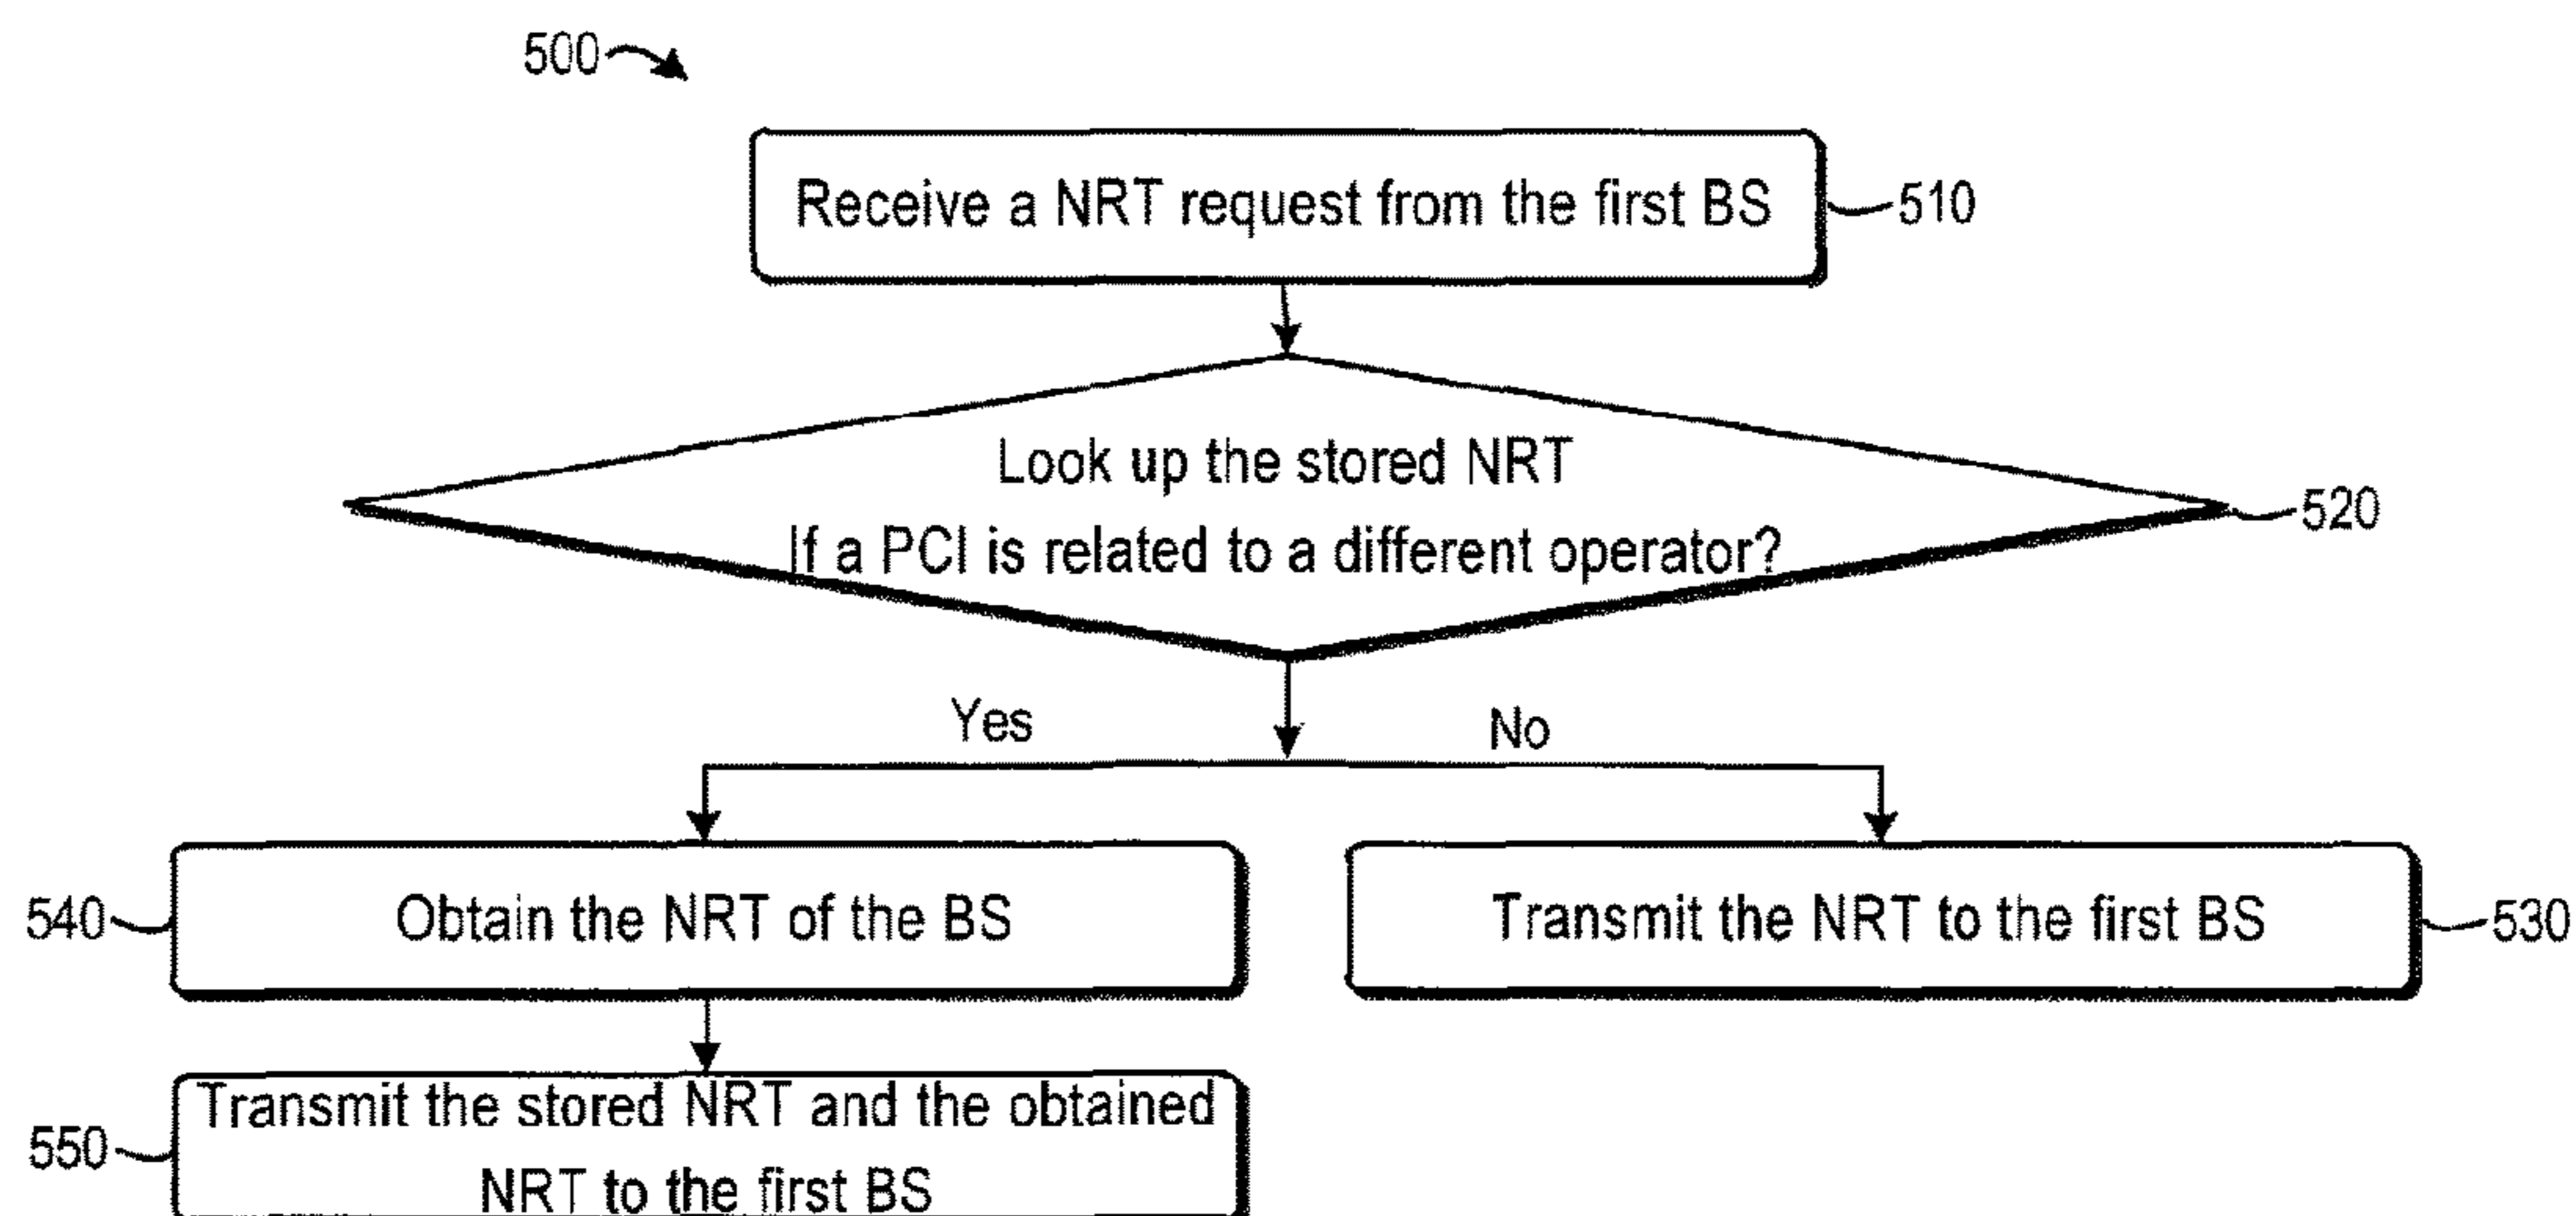 500
Receive a NRT request from the first BS
510
Look up the stored NRT
If a PCI is related to a different operator?
520
Yes
No
540
Obtain the NRT of the BS
Transmit the NRT to the first BS
530
550
Transmit the stored NRT and the obtained
NRT to the first BS